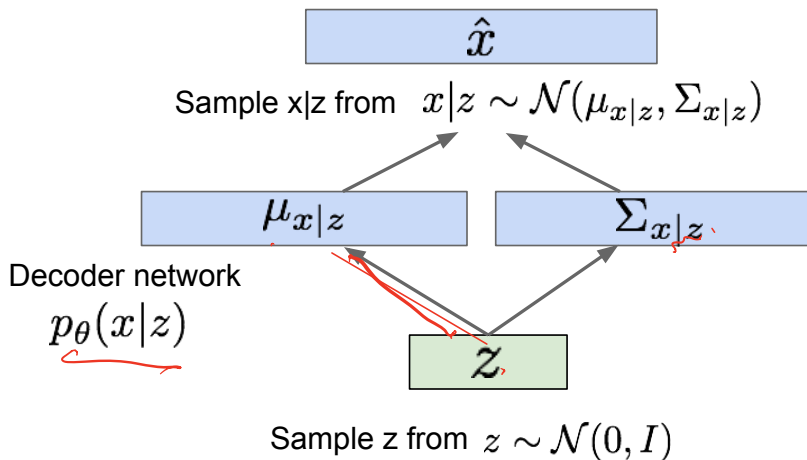 x̂
Sample x|z from x|z ∼ 𝒩(μ_{x|z}, Σ_{x|z})
μ_{x|z} Σ_{x|z}
Decoder network
p_θ(x|z)
z
Sample z from z ∼ 𝒩(0, I)